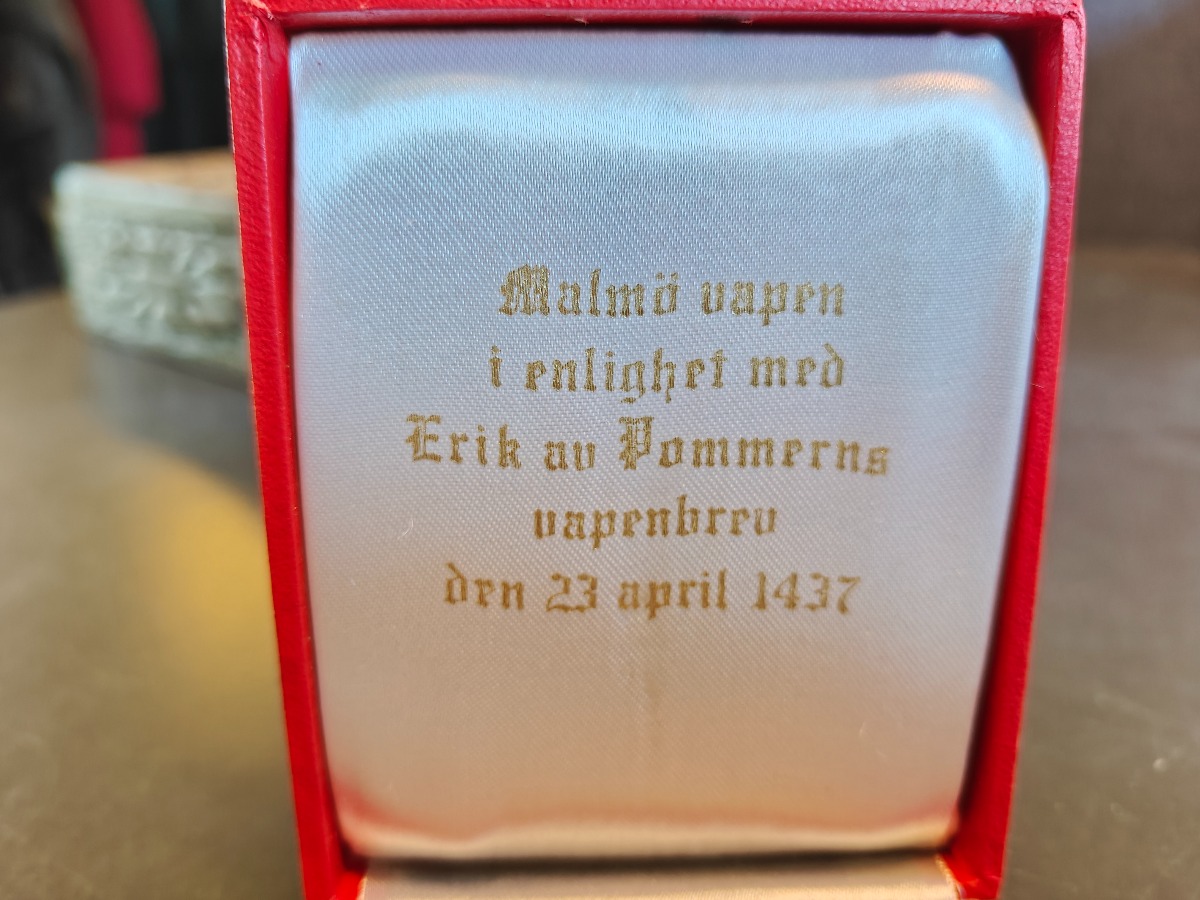 Malmö vapen
i enlighet med
Erik av Pommerns
vapenbrev
den 23 april 1437